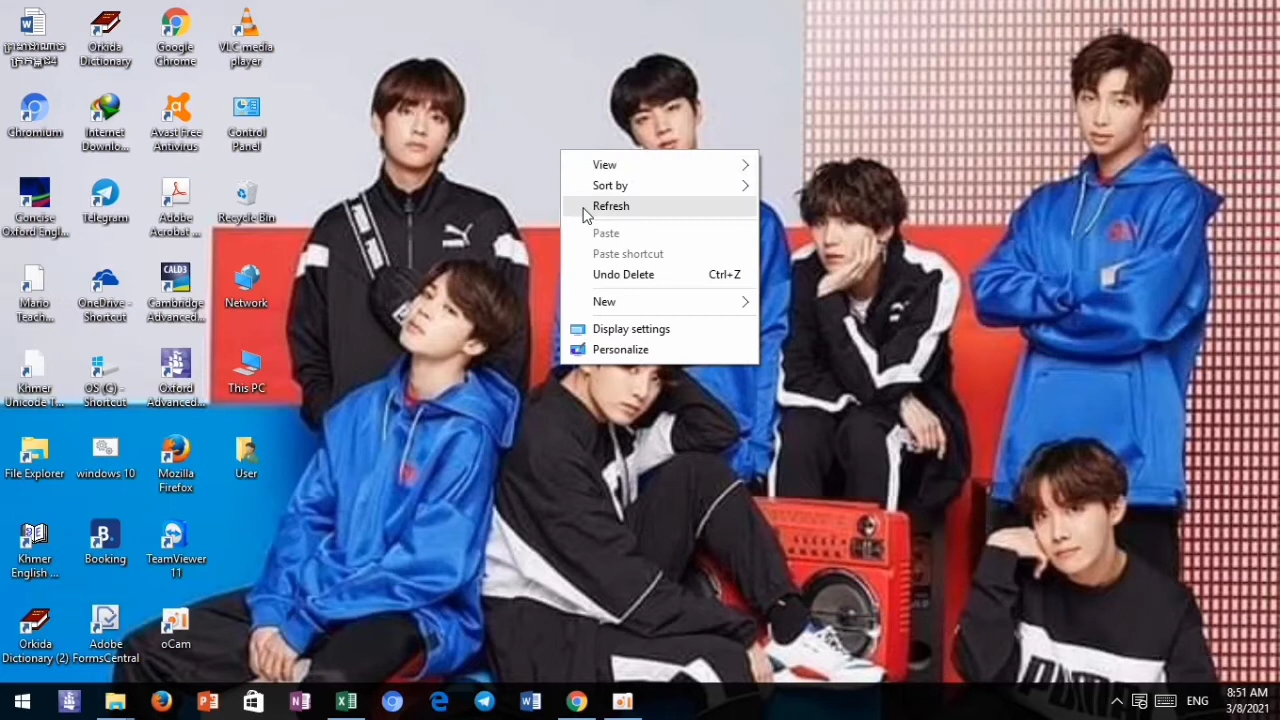 Orkida
Dictionary
Google
Chrome
VLC media
player
Chromium
Internet
Downlo...
Avast Free
Antivirus
Control
Panel
Concise
Oxford Engl...
Telegram
Adobe
Acrobat ...
Recycle Bin
Mario
Teach...
OneDrive -
Shortcut
CALD3
Cambridge
Advanced...
Network
Khmer
Unicode T...
OS (C) -
Shortcut
Oxford
Advanced...
This PC
File Explorer
windows 10
Mozilla
Firefox
User
Khmer
English ...
B.
Booking
TeamViewer
11
Orkida
Dictionary (2)
Adobe
FormsCentral
oCam
View
Sort by
Refresh
Paste
Paste shortcut
Undo Delete Ctrl+Z
New
Display settings
Personalize
PUMA
ENG
8:51 AM
3/8/2021